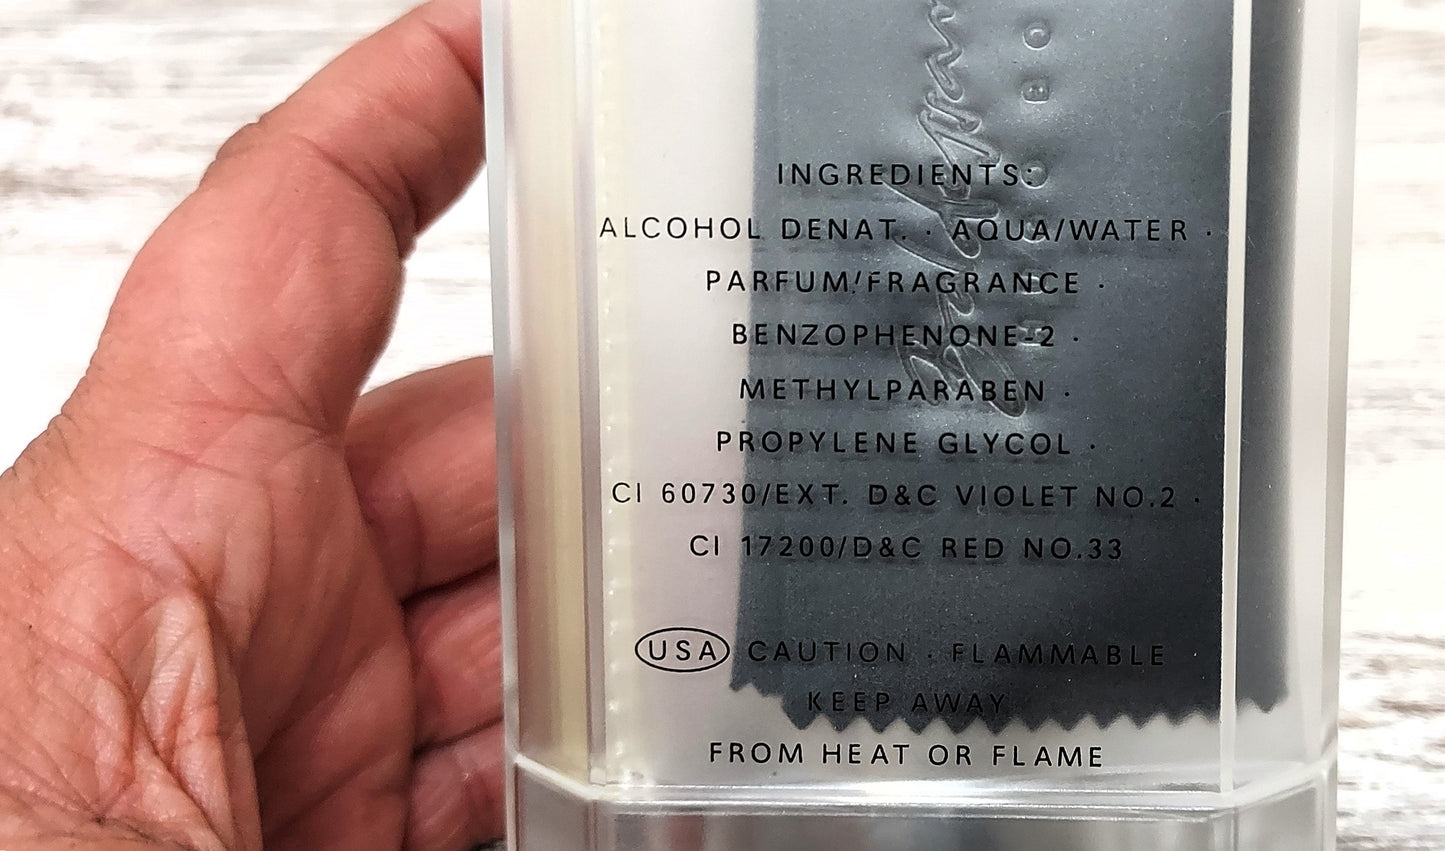 INGREDIENTS:
ALCOHOL DENAT. · AQUA/WATER ·
PARFUM/FRAGRANCE ·
BENZOPHENONE-2 ·
METHYLPARABEN ·
PROPYLENE GLYCOL ·
CI 60730/EXT. D&C VIOLET NO.2 ·
CI 17200/D&C RED NO.33
USA CAUTION · FLAMMABLE
KEEP AWAY
FROM HEAT OR FLAME